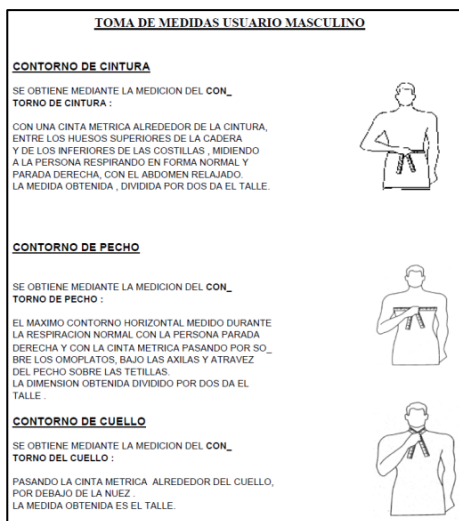 TOMA DE MEDIDAS USUARIO MASCULINO
CONTORNO DE CINTURA
SE OBTIENE MEDIANTE LA MEDICION DEL CON_
TORNO DE CINTURA :
CON UNA CINTA METRICA ALREDEDOR DE LA CINTURA,
ENTRE LOS HUESOS SUPERIORES DE LA CADERA
Y DE LOS INFERIORES DE LAS COSTILLAS , MIDIENDO
A LA PERSONA RESPIRANDO EN FORMA NORMAL Y
PARADA DERECHA, CON EL ABDOMEN RELAJADO.
LA MEDIDA OBTENIDA , DIVIDIDA POR DOS DA EL TALLE.
CONTORNO DE PECHO
SE OBTIENE MEDIANTE LA MEDICION DEL CON_
TORNO DE PECHO :
EL MAXIMO CONTORNO HORIZONTAL MEDIDO DURANTE
LA RESPIRACION NORMAL CON LA PERSONA PARADA
DERECHA Y CON LA CINTA METRICA PASANDO POR SO_
BRE LOS OMOPLATOS, BAJO LAS AXILAS Y ATRAVEZ
DEL PECHO SOBRE LAS TETILLAS.
LA DIMENSION OBTENIDA DIVIDIDO POR DOS DA EL
TALLE .
CONTORNO DE CUELLO
SE OBTIENE MEDIANTE LA MEDICION DEL CON_
TORNO DEL CUELLO :
PASANDO LA CINTA METRICA ALREDEDOR DEL CUELLO,
POR DEBAJO DE LA NUEZ .
LA MEDIDA OBTENIDA ES EL TALLE.